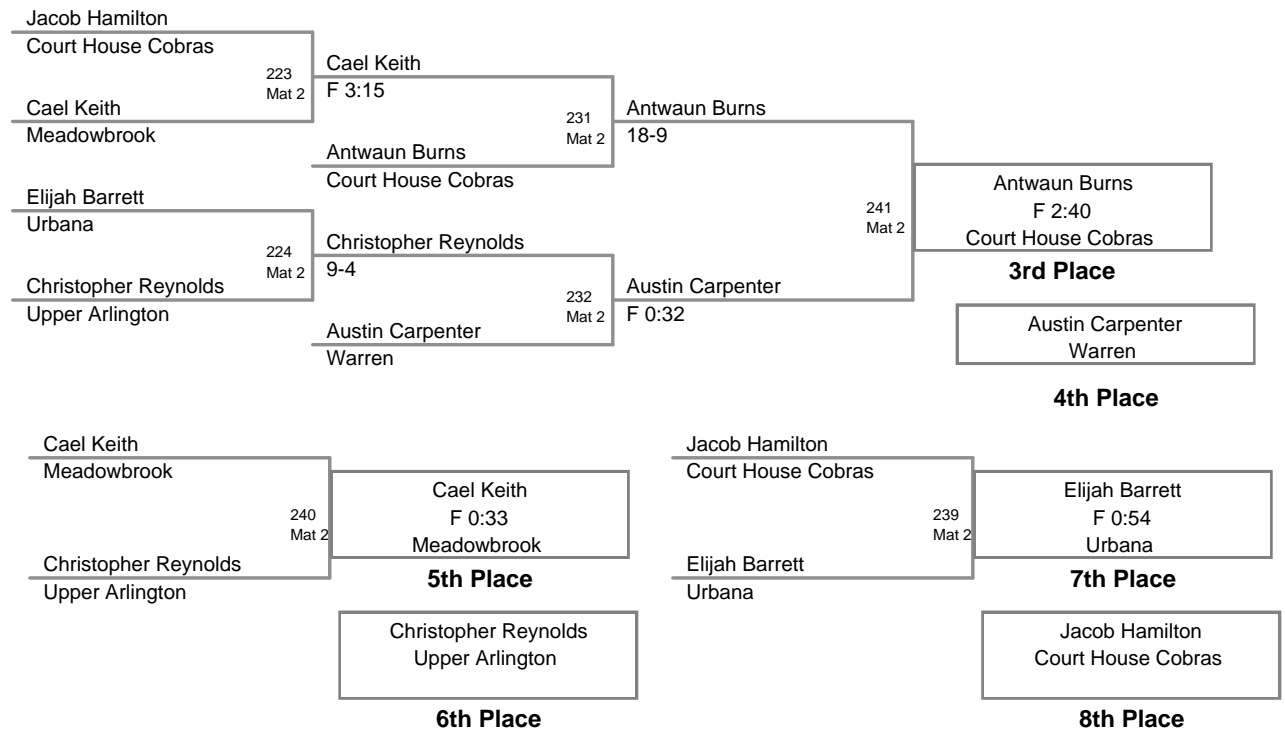 Jacob Hamilton
Court House Cobras
223
Mat 2
Cael Keith
Meadowbrook
Cael Keith
F 3:15
231
Mat 2
Antwaun Burns
Court House Cobras
Antwaun Burns
18-9
Elijah Barrett
Urbana
224
Mat 2
Christopher Reynolds
Upper Arlington
Christopher Reynolds
9-4
232
Mat 2
Austin Carpenter
Warren
Austin Carpenter
F 0:32
241
Mat 2
Antwaun Burns
F 2:40
Court House Cobras
3rd Place
Austin Carpenter
Warren
4th Place
Cael Keith
Meadowbrook
240
Mat 2
Christopher Reynolds
Upper Arlington
Cael Keith
F 0:33
Meadowbrook
5th Place
Christopher Reynolds
Upper Arlington
6th Place
Jacob Hamilton
Court House Cobras
239
Mat 2
Elijah Barrett
Urbana
Elijah Barrett
F 0:54
Urbana
7th Place
Jacob Hamilton
Court House Cobras
8th Place